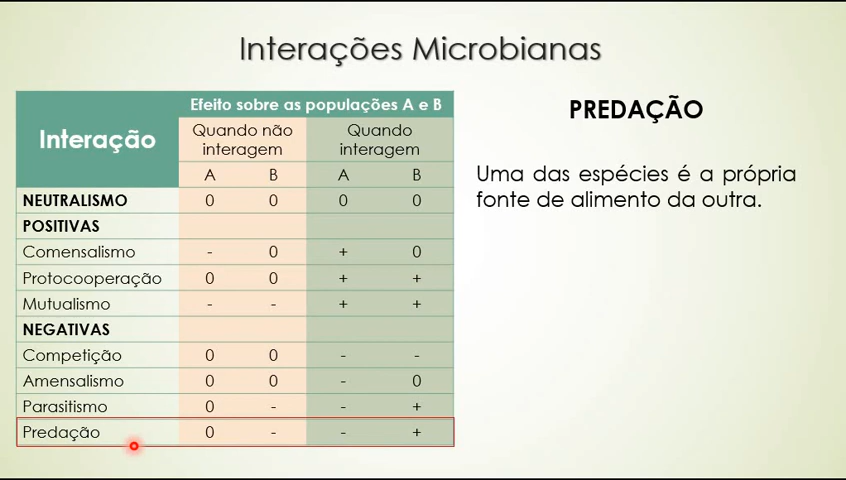 Interações Microbianas
Interação
Efeito sobre as populações A e B
Quando não interagem
Quando interagem
A B A B
NEUTRALISMO 0 0 0 0
POSITIVAS
Comensalismo - 0 + 0
Protocooperação 0 0 + +
Mutualismo - - + +
NEGATIVAS
Competição 0 0 - -
Amensalismo 0 0 - 0
Parasitismo 0 - - +
Predação 0 - - +
PREDAÇÃO
Uma das espécies é a própria
fonte de alimento da outra.